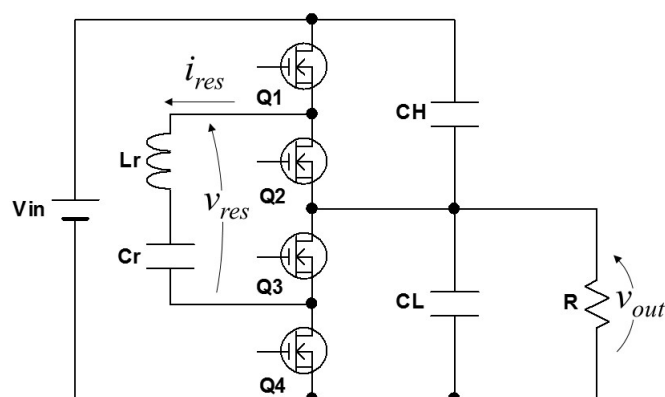 Q1
i_res
CH
Lr
Q2
Vin
v_res
Cr
Q3
CL
R
v_out
Q4